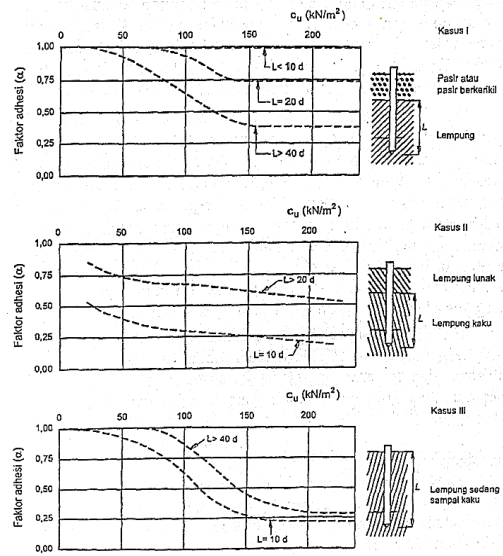 c_u (kN/m²)
0 50 100 150 200
Kasus I
1,00
0,75
0,50
0,25
0,00
Faktor adhesi (α)
L< 10 d
L= 20 d
L> 40 d
Pasir atau
pasir berkerikil
L
Lempung
c_u (kN/m²)
0 50 100 150 200
Kasus II
1,00
0,75
0,50
0,25
0,00
Faktor adhesi (α)
L> 20 d
L= 10 d
Lempung lunak
L
Lempung kaku
c_u (kN/m²)
0 50 100 150 200
Kasus III
1,00
0,75
0,50
0,25
0,00
Faktor adhesi (α)
L> 40 d
L= 10 d
L
Lempung sedang
sampai kaku